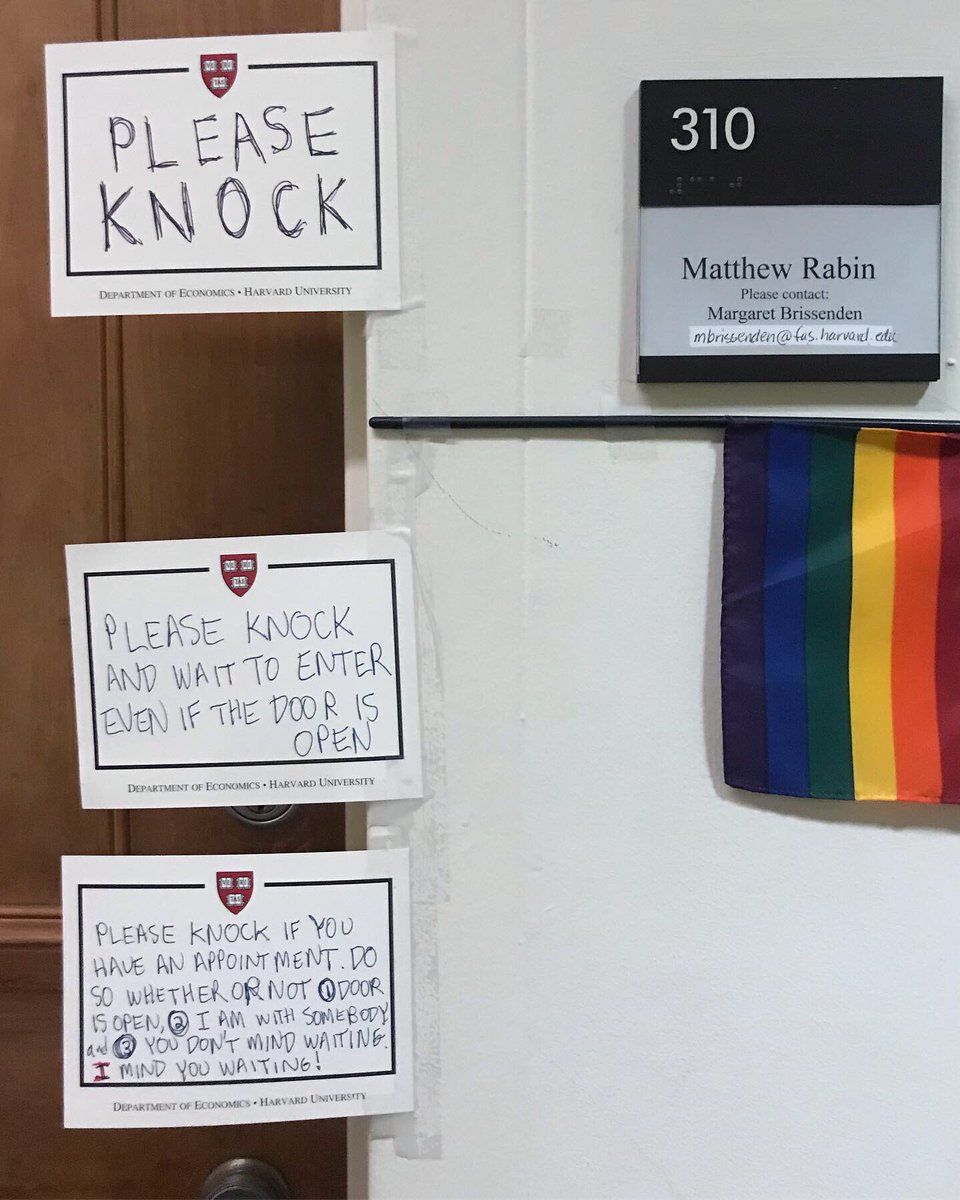 PLEASE
KNOCK
DEPARTMENT OF ECONOMICS • HARVARD UNIVERSITY
310
Matthew Rabin
Please contact:
Margaret Brissenden
mbrissenden@fas.harvard.edu
PLEASE KNOCK
AND WAIT TO ENTER
EVEN IF THE DOOR IS
OPEN
DEPARTMENT OF ECONOMICS • HARVARD UNIVERSITY
PLEASE KNOCK IF YOU
HAVE AN APPOINTMENT. DO
SO WHETHER OR NOT ① DOOR
IS OPEN, ② I AM WITH SOMEBODY
and ③ YOU DON'T MIND WAITING.
I MIND YOU WAITING!
DEPARTMENT OF ECONOMICS • HARVARD UNIVERSITY